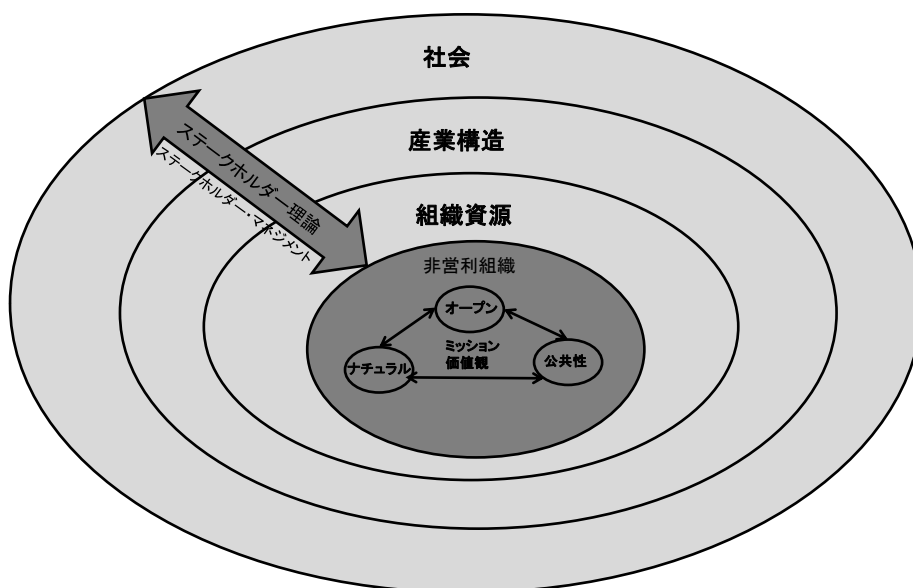 社会
産業構造
ステークホルダー理論
ステークホルダー・マネジメント
組織資源
非営利組織
オープン
ミッション
価値観
ナチュラル
公共性